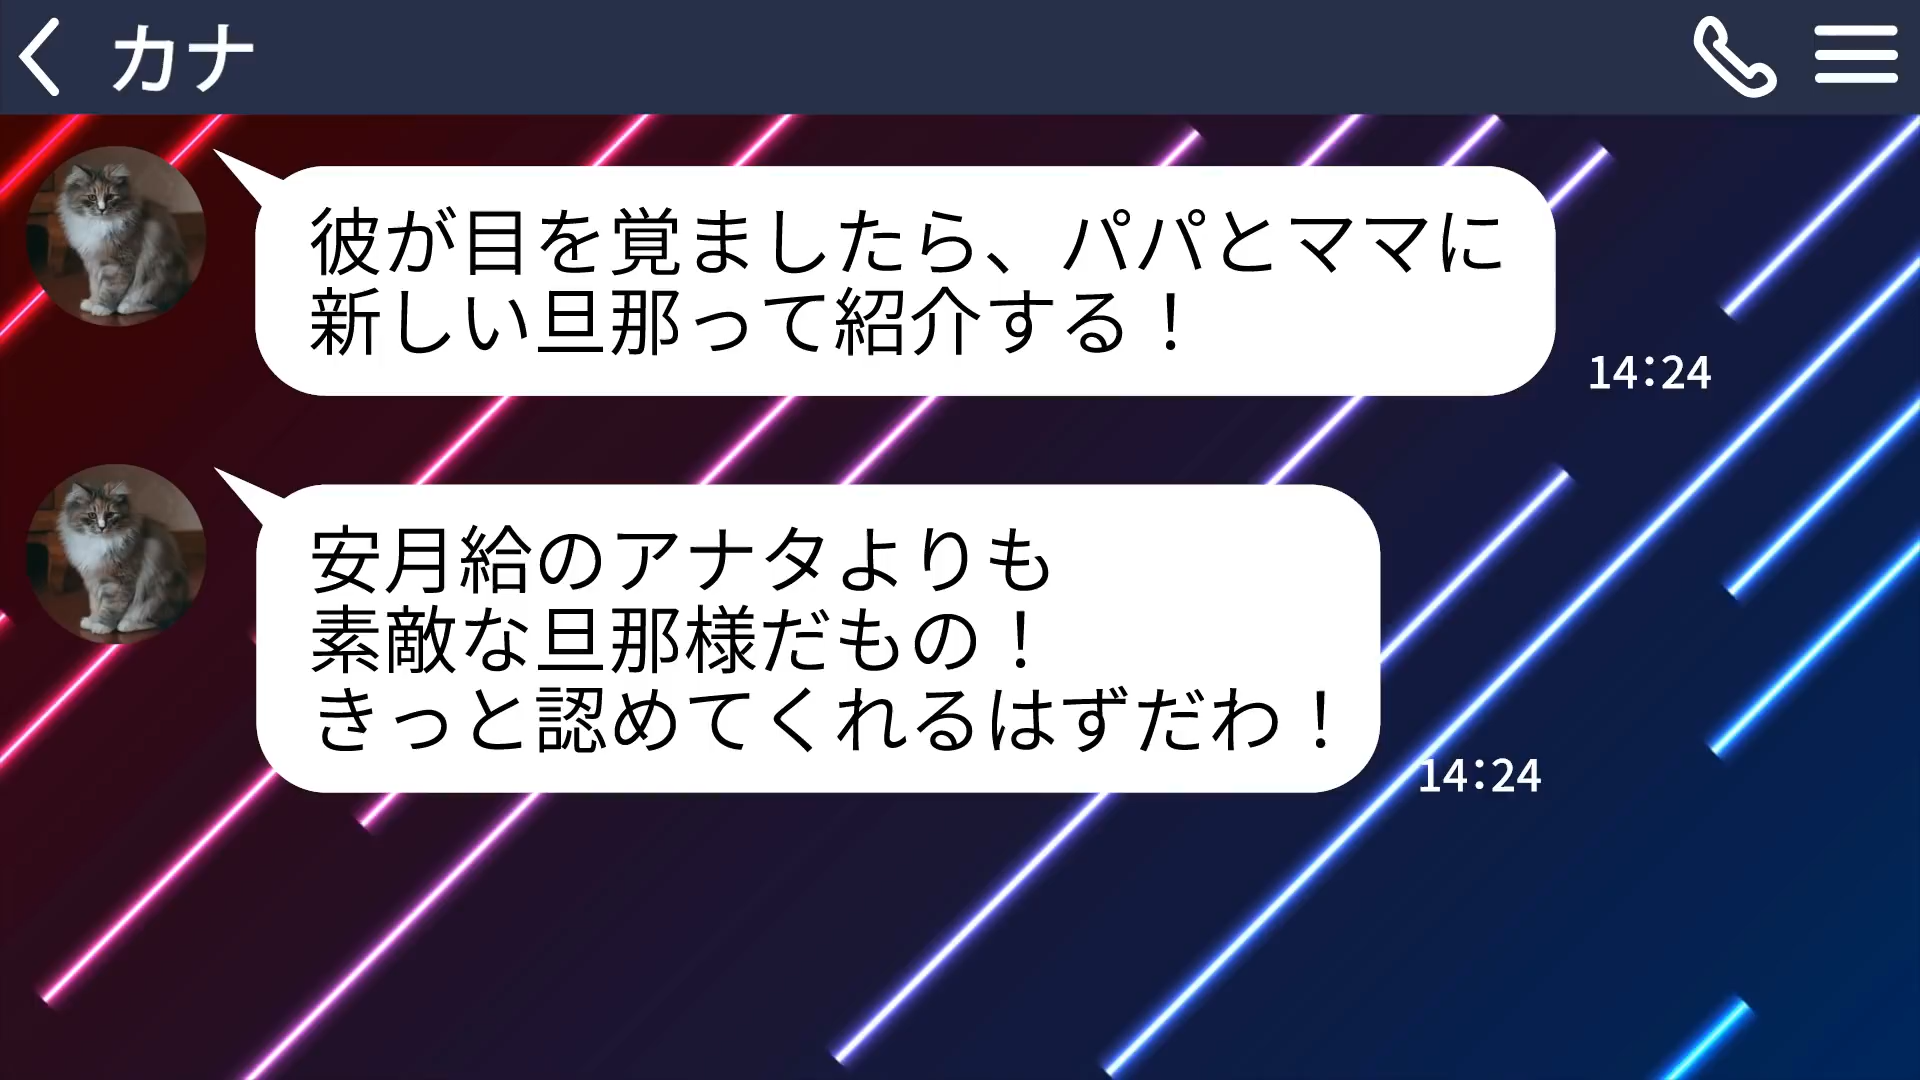 カナ
彼が目を覚ましたら、パパとママに
新しい旦那って紹介する！
14:24
安月給のアナタよりも
素敵な旦那様だもの！
きっと認めてくれるはずだわ！
14:24